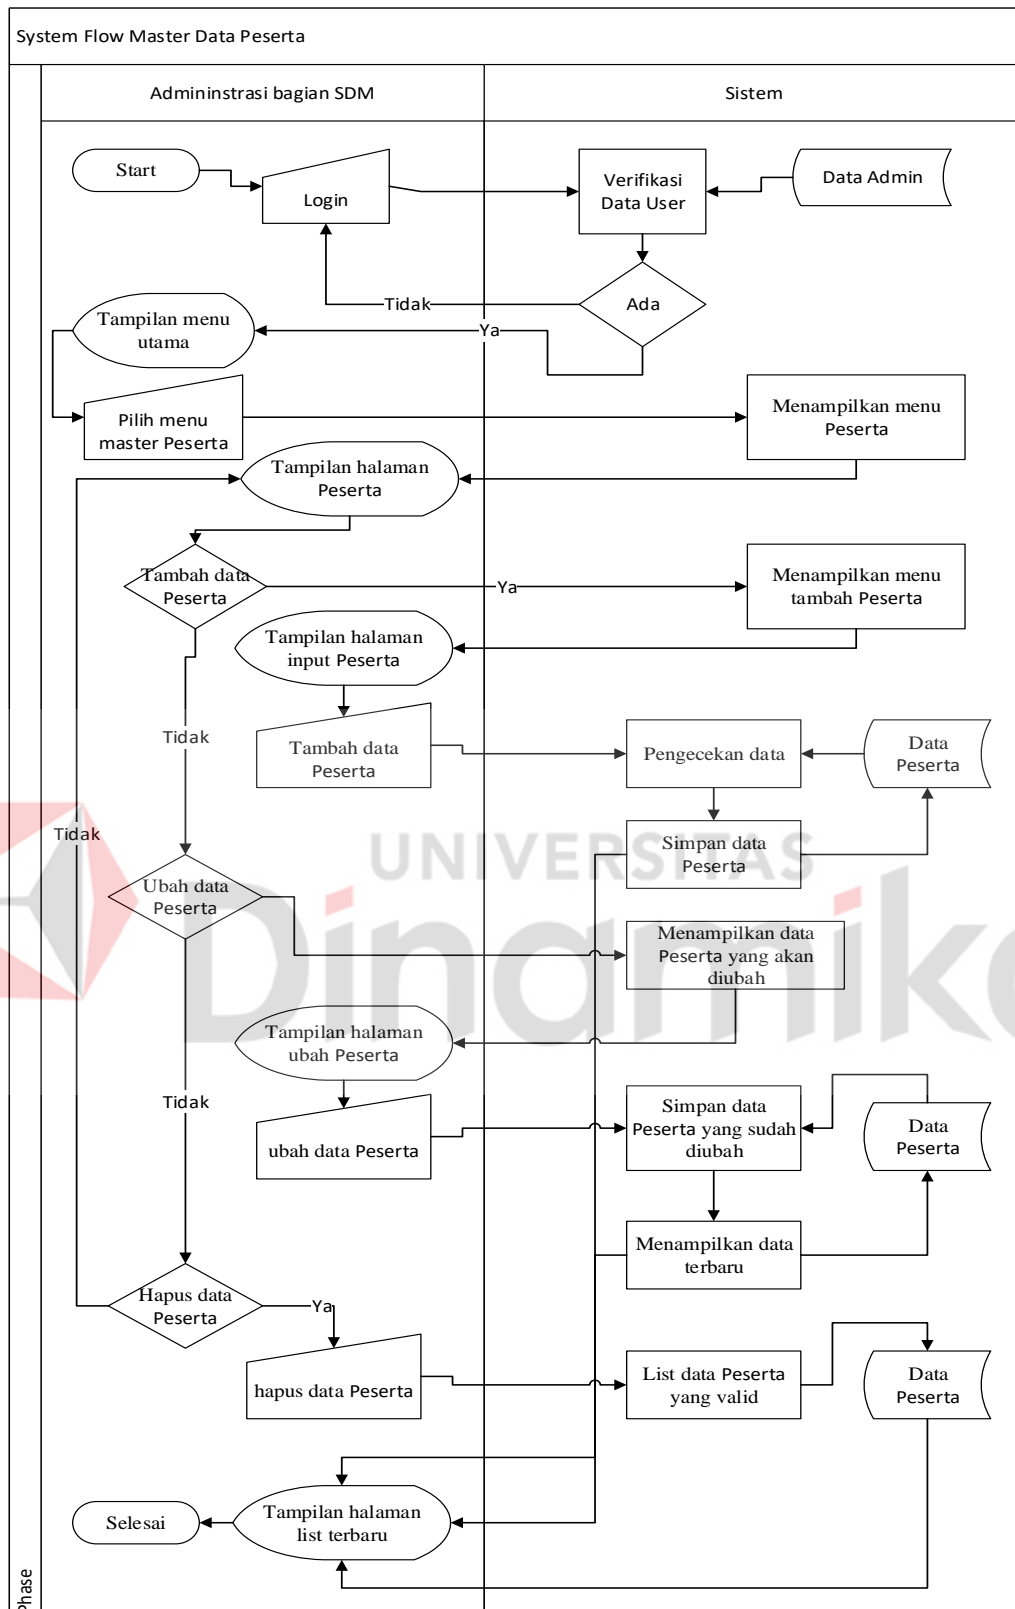 System Flow Master Data Peserta
Admininstrasi bagian SDM
Sistem
Start
Login
Verifikasi
Data User
Data Admin
Tidak
Ada
Tampilan menu
utama
Ya
Pilih menu
master Peserta
Menampilkan menu
Peserta
Tampilan halaman
Peserta
Tambah data
Peserta
Ya
Menampilkan menu
tambah Peserta
Tampilan halaman
input Peserta
Tidak
Tambah data
Peserta
Pengecekan data
Data
Peserta
Tidak
Simpan data
Peserta
UNIVERSITAS
Dinamika
Ubah data
Peserta
Menampilkan data
Peserta yang akan
diubah
Tampilan halaman
ubah Peserta
Tidak
ubah data Peserta
Simpan data
Peserta yang sudah
diubah
Data
Peserta
Menampilkan data
terbaru
Hapus data
Peserta
Ya
hapus data Peserta
List data Peserta
yang valid
Data
Peserta
Selesai
Tampilan halaman
list terbaru
Phase